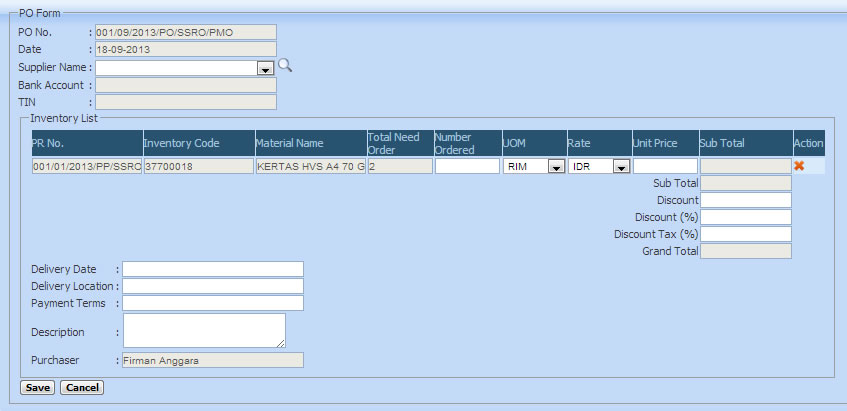 PO Form
PO No. : 001/09/2013/PO/SSRO/PMO
Date : 18-09-2013
Supplier Name :
Bank Account :
TIN :
Inventory List
PR No. Inventory Code Material Name Total Need Order Number Ordered UOM Rate Unit Price Sub Total Action
001/01/2013/PP/SSRC 37700018 KERTAS HVS A4 70 G 2 RIM IDR
Sub Total
Discount
Discount (%)
Discount Tax (%)
Grand Total
Delivery Date :
Delivery Location :
Payment Terms :
Description :
Purchaser : Firman Anggara
Save Cancel